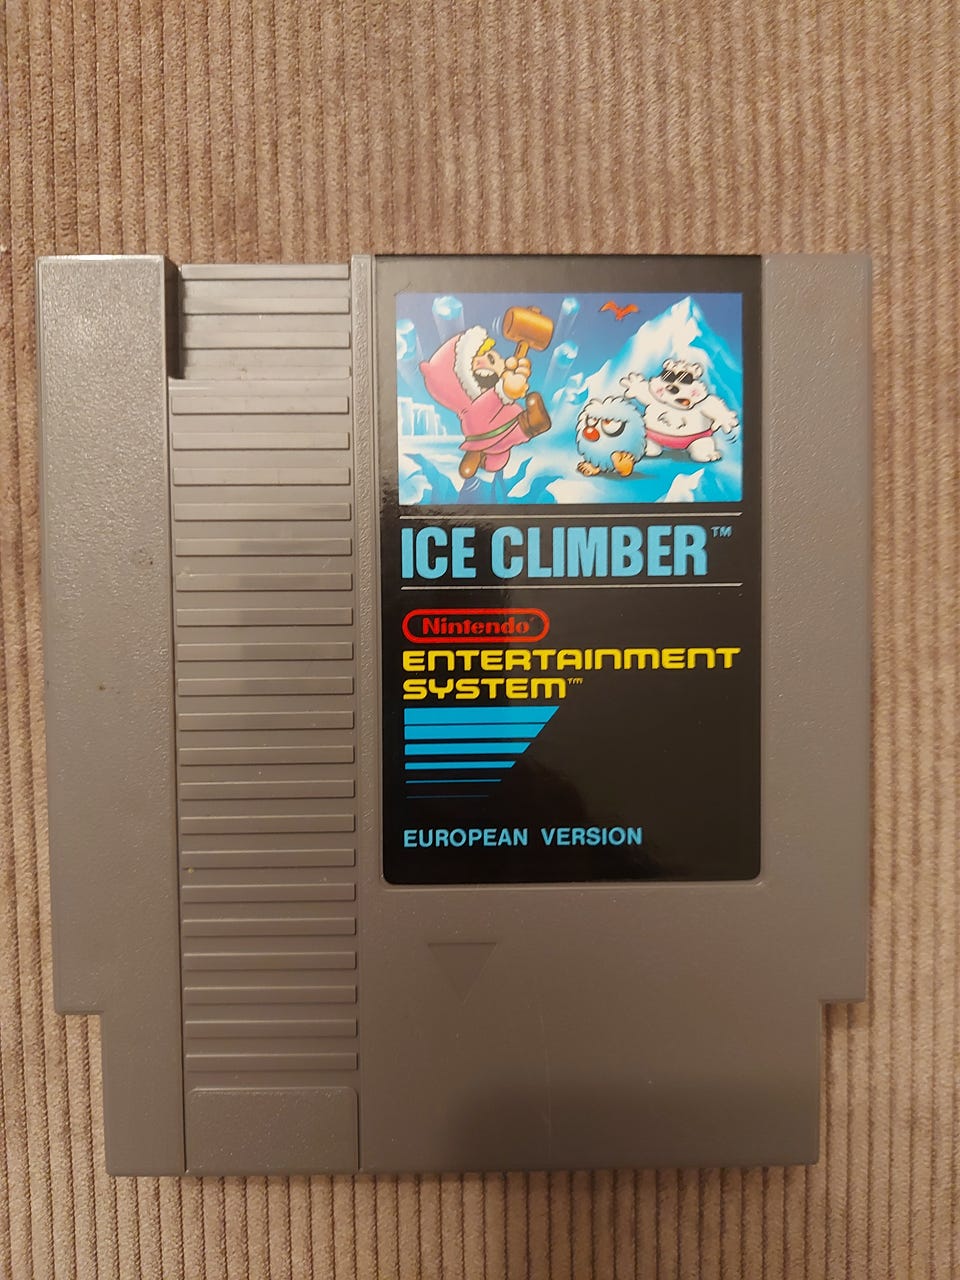 ICE CLIMBER™
Nintendo®
ENTERTAINMENT
SYSTEM™
EUROPEAN VERSION